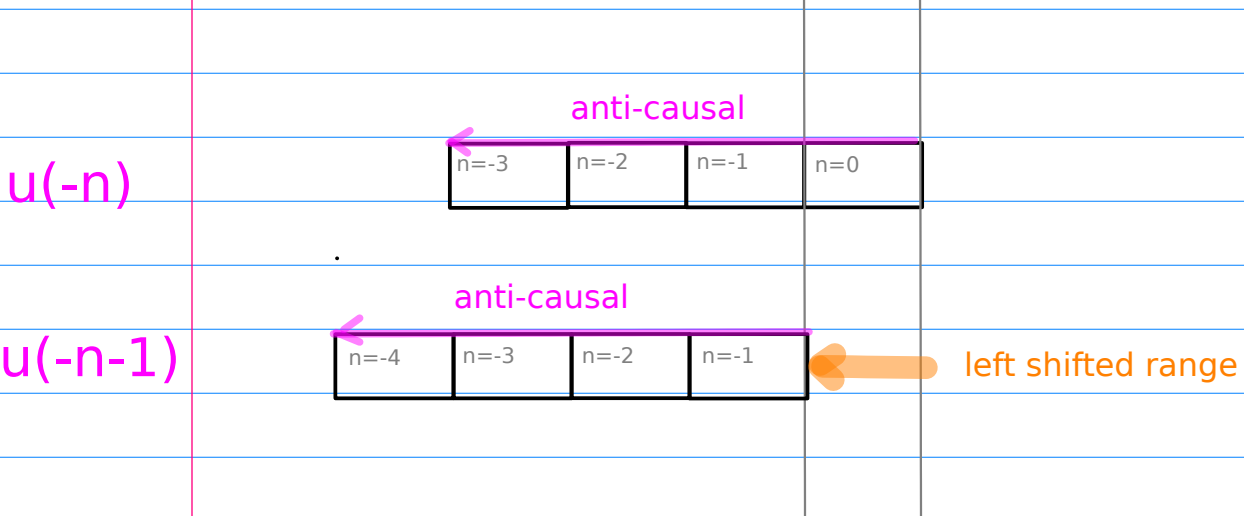 anti-causal
u(-n)
n=-3 n=-2 n=-1 n=0
anti-causal
u(-n-1)
n=-4 n=-3 n=-2 n=-1
left shifted range